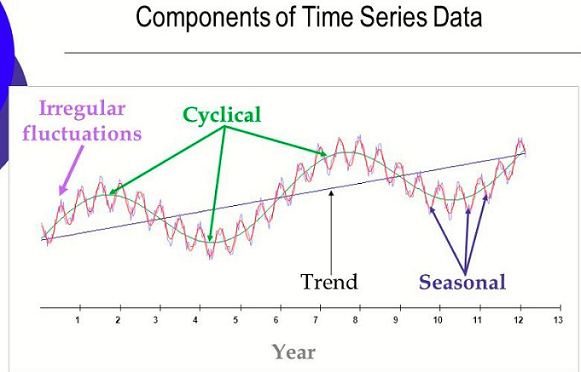 Components of Time Series Data
Irregular
fluctuations
Cyclical
Trend
Seasonal
1 2 3 4 5 6 7 8 9 10 11 12 13
Year